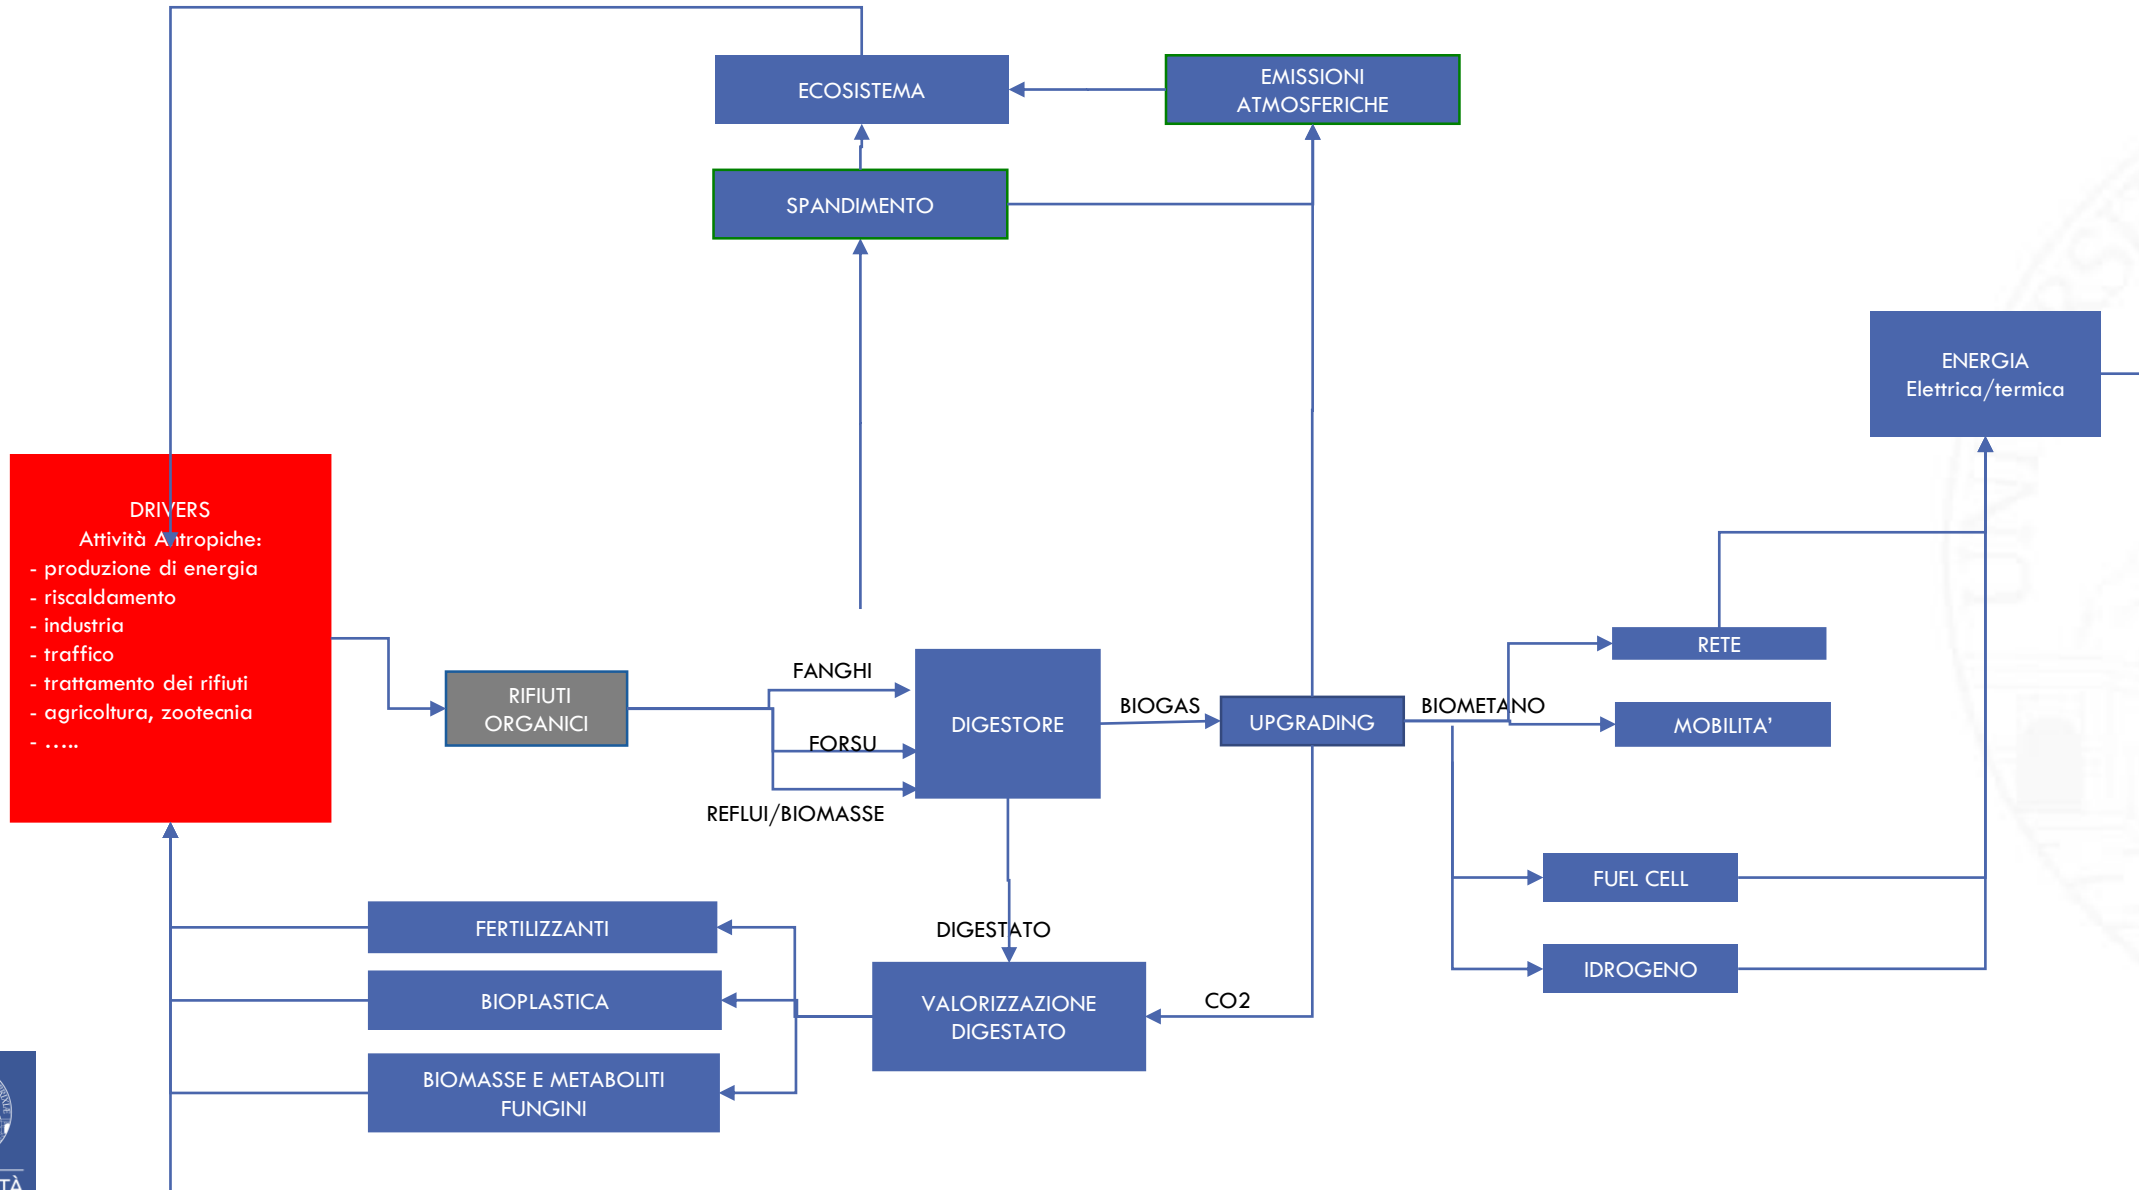 ECOSISTEMA
EMISSIONI
ATMOSFERICHE
SPANDIMENTO
ENERGIA
Elettrica/termica
DRIVERS
Attività Antropiche:
- produzione di energia
- riscaldamento
- industria
- traffico
- trattamento dei rifiuti
- agricoltura, zootecnia
- .....
RIFIUTI
ORGANICI
FANGHI
FORSU
REFLUI/BIOMASSE
DIGESTORE
BIOGAS
UPGRADING
BIOMETANO
RETE
MOBILITA’
FUEL CELL
IDROGENO
DIGESTATO
VALORIZZAZIONE
DIGESTATO
CO2
FERTILIZZANTI
BIOPLASTICA
BIOMASSE E METABOLITI
FUNGINI